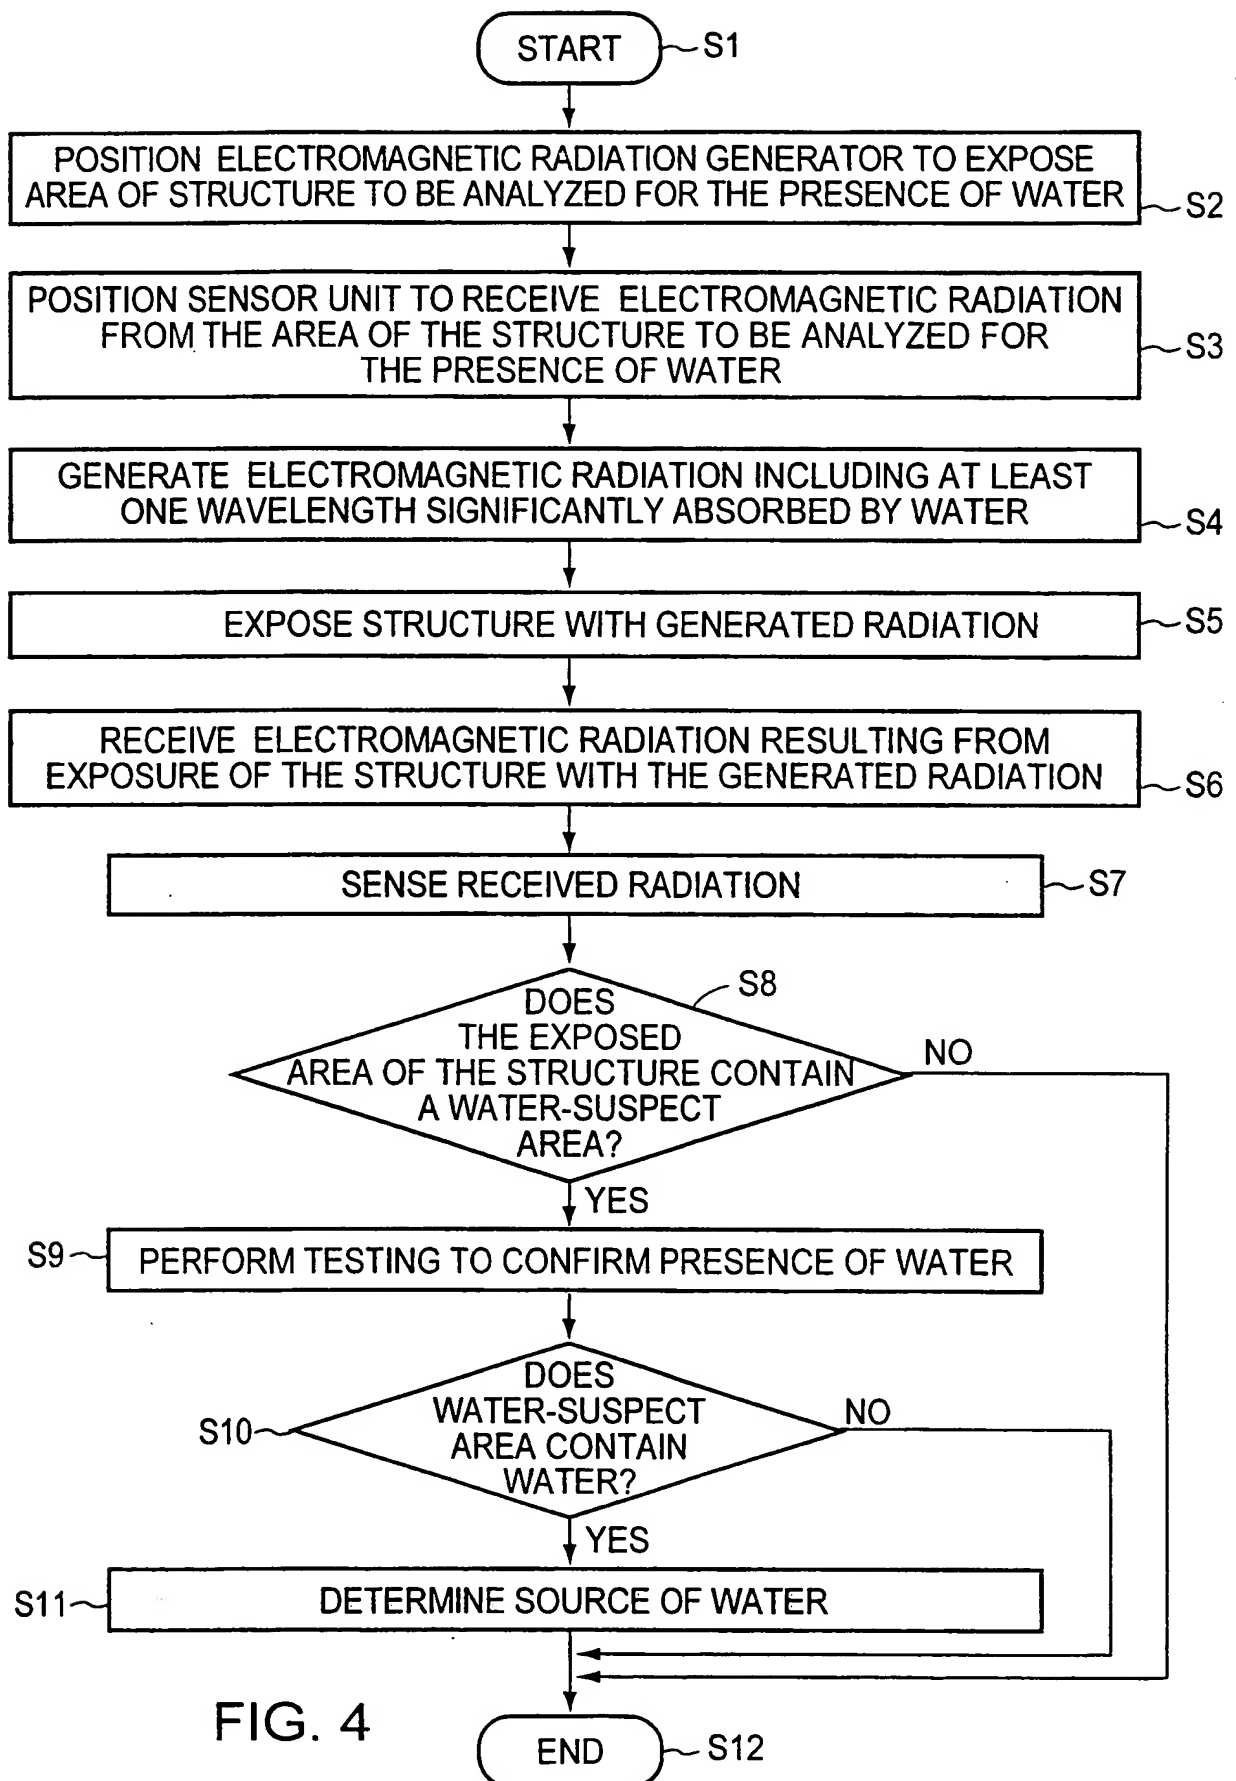 START
S1
POSITION ELECTROMAGNETIC RADIATION GENERATOR TO EXPOSE
AREA OF STRUCTURE TO BE ANALYZED FOR THE PRESENCE OF WATER
S2
POSITION SENSOR UNIT TO RECEIVE ELECTROMAGNETIC RADIATION
FROM THE AREA OF THE STRUCTURE TO BE ANALYZED FOR
THE PRESENCE OF WATER
S3
GENERATE ELECTROMAGNETIC RADIATION INCLUDING AT LEAST
ONE WAVELENGTH SIGNIFICANTLY ABSORBED BY WATER
S4
EXPOSE STRUCTURE WITH GENERATED RADIATION
S5
RECEIVE ELECTROMAGNETIC RADIATION RESULTING FROM
EXPOSURE OF THE STRUCTURE WITH THE GENERATED RADIATION
S6
SENSE RECEIVED RADIATION
S7
S8
DOES
THE EXPOSED
AREA OF THE STRUCTURE CONTAIN
A WATER-SUSPECT
AREA?
NO
YES
S9
PERFORM TESTING TO CONFIRM PRESENCE OF WATER
DOES
WATER-SUSPECT
AREA CONTAIN
WATER?
S10
NO
YES
S11
DETERMINE SOURCE OF WATER
FIG. 4
END
S12